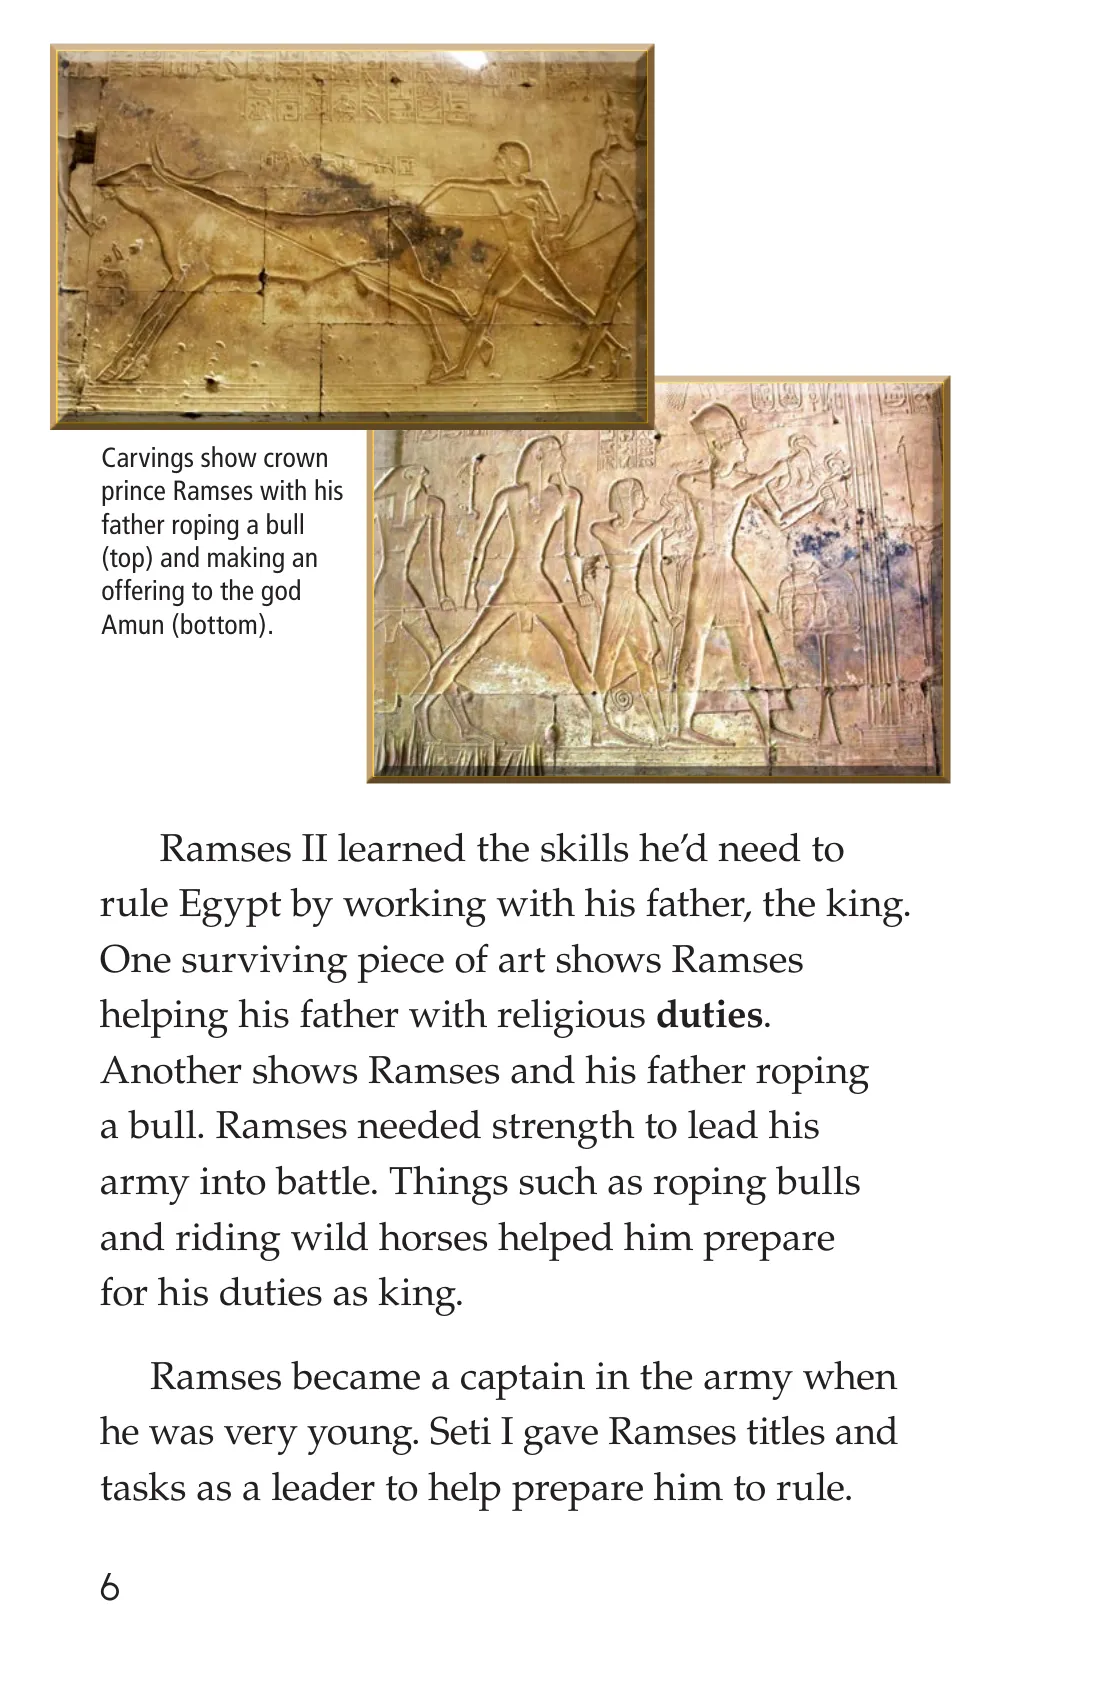 Carvings show crown
prince Ramses with his
father roping a bull
(top) and making an
offering to the god
Amun (bottom).
Ramses II learned the skills he’d need to
rule Egypt by working with his father, the king.
One surviving piece of art shows Ramses
helping his father with religious duties.
Another shows Ramses and his father roping
a bull. Ramses needed strength to lead his
army into battle. Things such as roping bulls
and riding wild horses helped him prepare
for his duties as king.
Ramses became a captain in the army when
he was very young. Seti I gave Ramses titles and
tasks as a leader to help prepare him to rule.
6